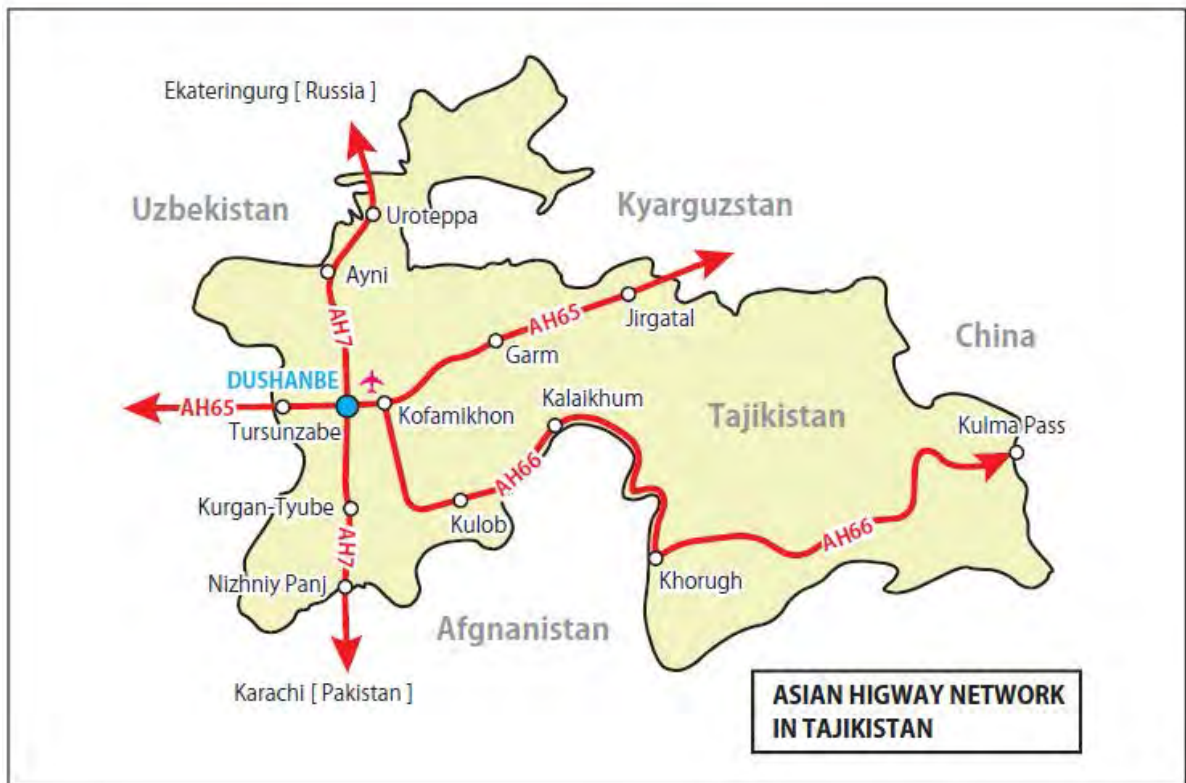 Ekateringurg [ Russia ]
Uzbekistan
Uroteppa
Kyarguzstan
Ayni
AH7
AH65
Jirgatal
Garm
China
DUSHANBE
AH65
Tursunzabe
Kofamikhon
Kalaikhum
Tajikistan
Kulma Pass
AH66
Kurgan-Tyube
Kulob
AH7
AH66
Nizhniy Panj
Khorugh
Afgnanistan
Karachi [ Pakistan ]
ASIAN HIGWAY NETWORK
IN TAJIKISTAN